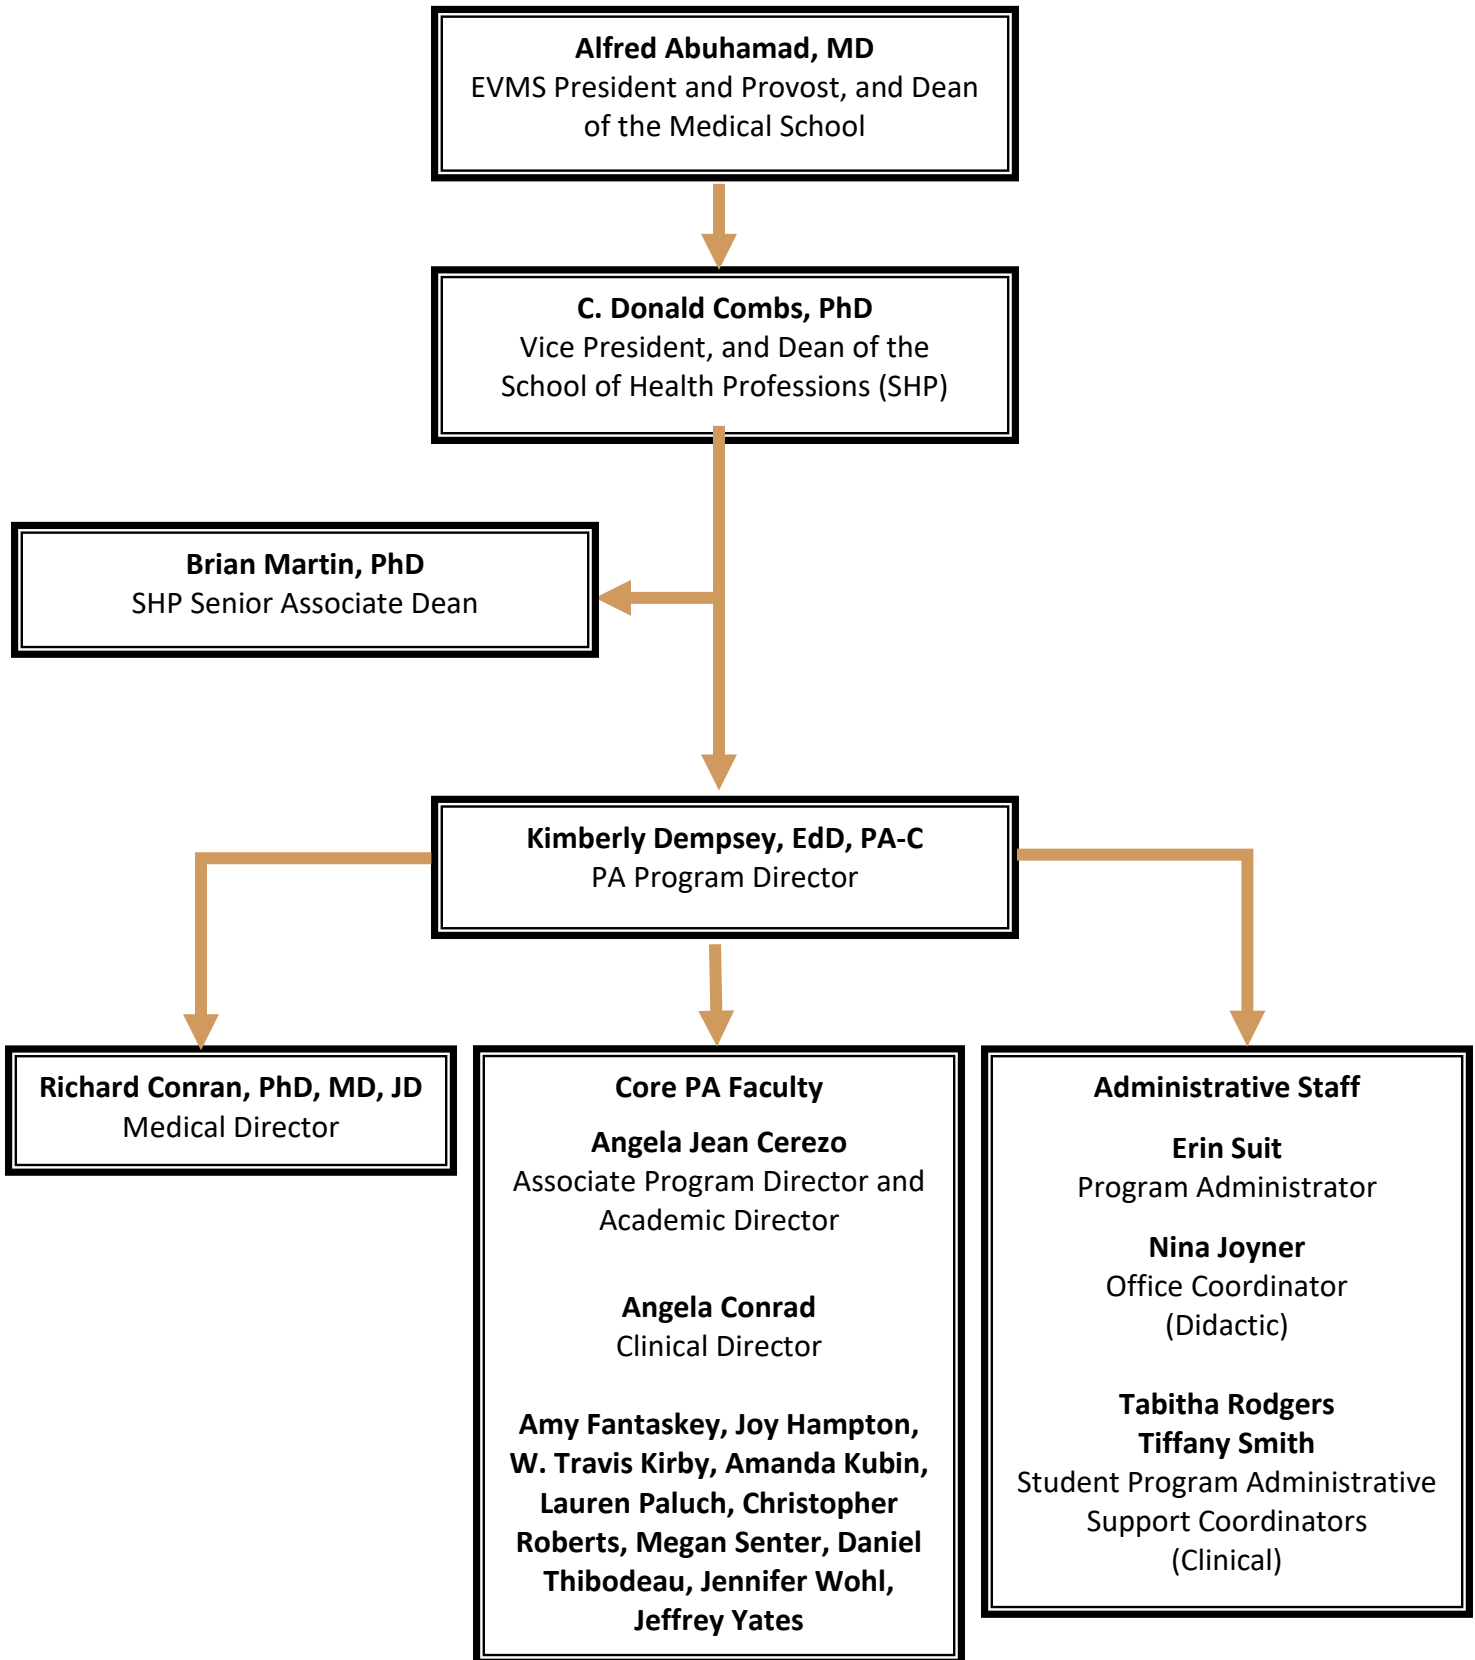 Alfred Abuhamad, MD
EVMS President and Provost, and Dean
of the Medical School
C. Donald Combs, PhD
Vice President, and Dean of the
School of Health Professions (SHP)
Brian Martin, PhD
SHP Senior Associate Dean
Kimberly Dempsey, EdD, PA-C
PA Program Director
Richard Conran, PhD, MD, JD
Medical Director
Core PA Faculty
Angela Jean Cerezo
Associate Program Director and
Academic Director
Angela Conrad
Clinical Director
Amy Fantaskey, Joy Hampton,
W. Travis Kirby, Amanda Kubin,
Lauren Paluch, Christopher
Roberts, Megan Senter, Daniel
Thibodeau, Jennifer Wohl,
Jeffrey Yates
Administrative Staff
Erin Suit
Program Administrator
Nina Joyner
Office Coordinator
(Didactic)
Tabitha Rodgers
Tiffany Smith
Student Program Administrative
Support Coordinators
(Clinical)